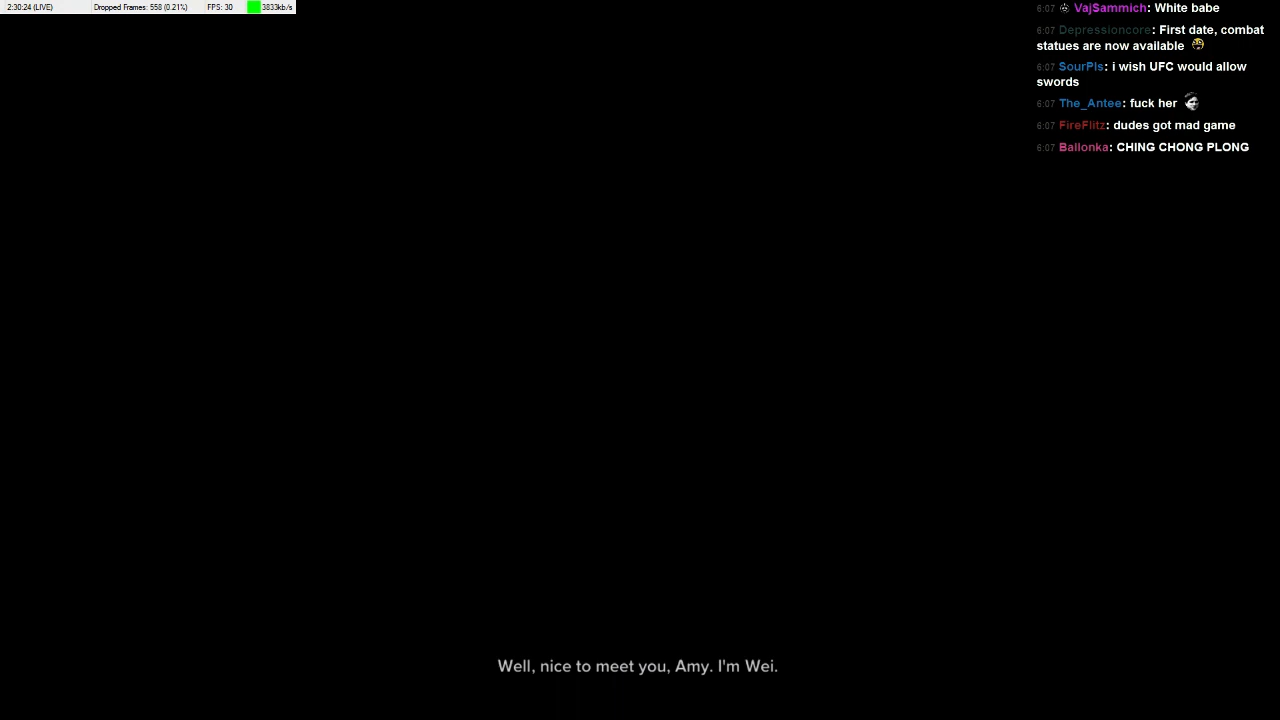 2:30:24 (LIVE) Dropped Frames: 558 (0.21%) FPS: 30 3833kb/s
6:07 VajSammich: White babe
6:07 Depressioncore: First date, combat
statues are now available
6:07 SourPls: i wish UFC would allow
swords
6:07 The_Antee: fuck her
6:07 FireFlitz: dudes got mad game
6:07 Ballonka: CHING CHONG PLONG
Well, nice to meet you, Amy. I'm Wei.